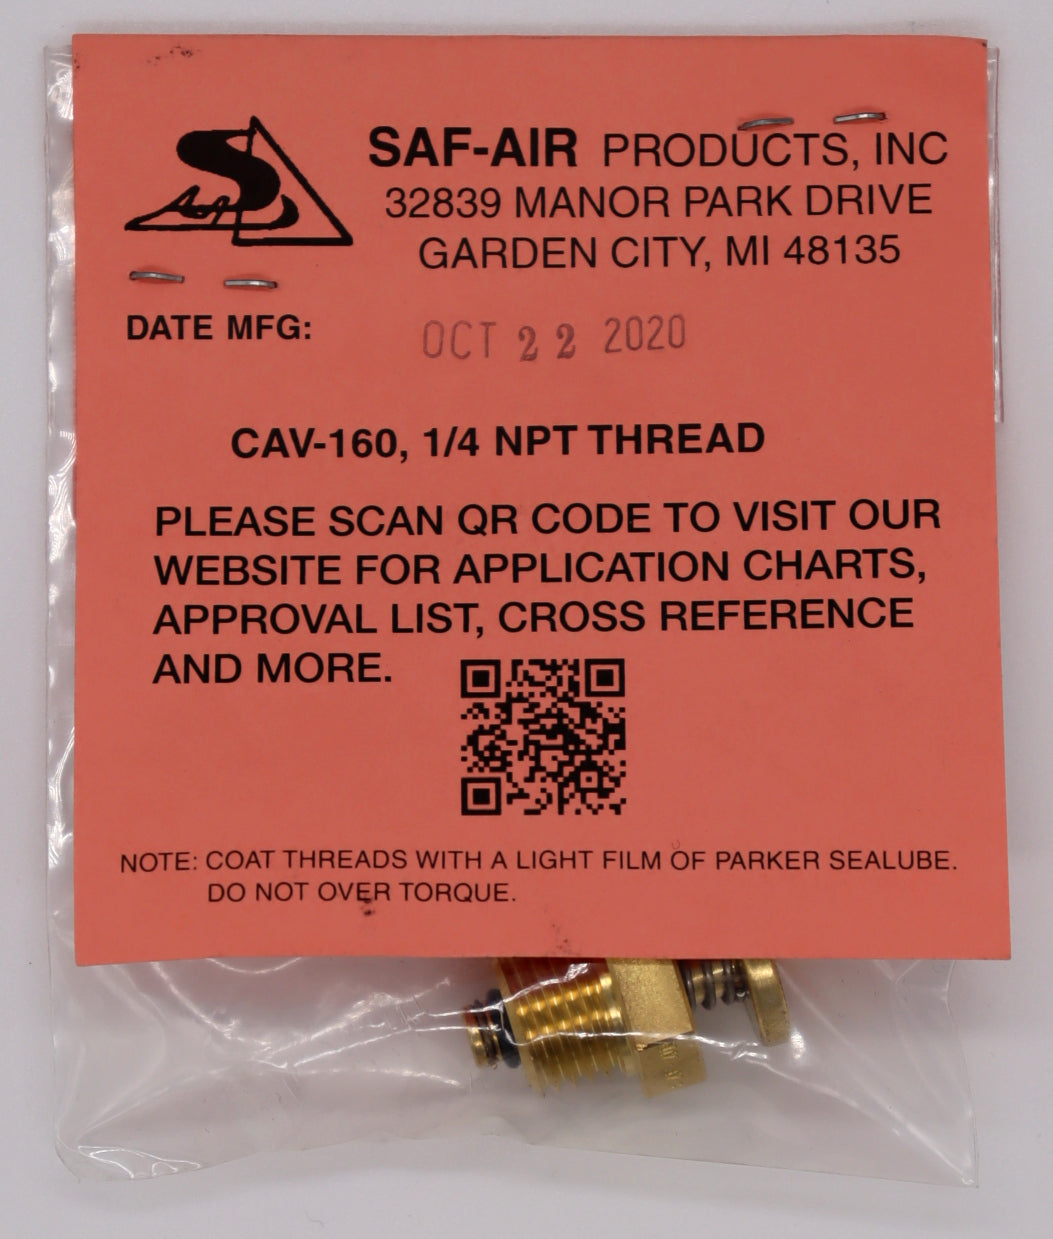 SAF-AIR PRODUCTS, INC
32839 MANOR PARK DRIVE
GARDEN CITY, MI 48135
DATE MFG: OCT 22 2020
CAV-160, 1/4 NPT THREAD
PLEASE SCAN QR CODE TO VISIT OUR
WEBSITE FOR APPLICATION CHARTS,
APPROVAL LIST, CROSS REFERENCE
AND MORE.
NOTE: COAT THREADS WITH A LIGHT FILM OF PARKER SEALUBE.
DO NOT OVER TORQUE.